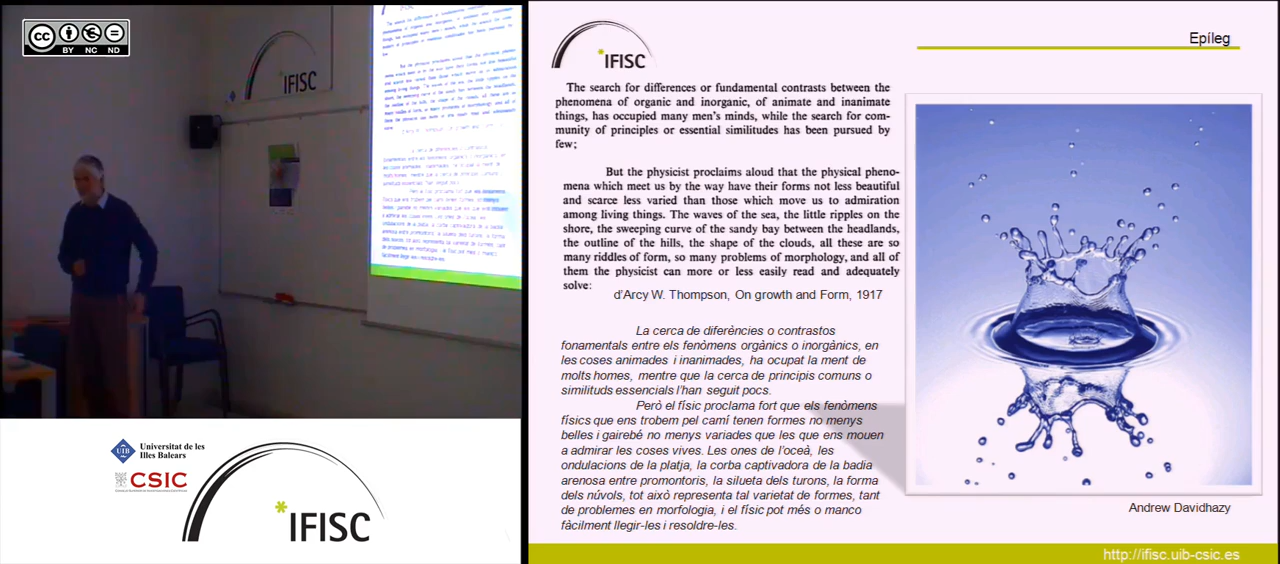 cc
BY NC ND
IFISC
Universitat de les
Illes Balears
UIB
CSIC
IFISC
IFISC
Epíleg
The search for differences or fundamental contrasts between the
phenomena of organic and inorganic, of animate and inanimate
things, has occupied many men's minds, while the search for com-
munity of principles or essential similitudes has been pursued by
few;
But the physicist proclaims aloud that the physical pheno-
mena which meet us by the way have their forms not less beautiful
and scarce less varied than those which move us to admiration
among living things. The waves of the sea, the little ripples on the
shore, the sweeping curve of the sandy bay between the headlands,
the outline of the hills, the shape of the clouds, all these are so
many riddles of form, so many problems of morphology, and all of
them the physicist can more or less easily read and adequately
solve:
d'Arcy W. Thompson, On growth and Form, 1917
La cerca de diferències o contrastos
fonamentals entre els fenòmens orgànics o inorgànics, en
les coses animades i inanimades, ha ocupat la ment de
molts homes, mentre que la cerca de principis comuns o
similituds essencials l'han seguit pocs.
Però el físic proclama fort que els fenòmens
físics que ens trobem pel camí tenen formes no menys
belles i gairebé no menys variades que les que ens mouen
a admirar les coses vives. Les ones de l'oceà, les
ondulacions de la platja, la corba captivadora de la badia
arenosa entre promontoris, la silueta dels turons, la forma
dels núvols, tot això representa tal varietat de formes, tant
de problemes en morfologia, i el físic pot més o manco
fàcilment llegir-les i resoldre-les.
Andrew Davidhazy
http://ifisc.uib-csic.es